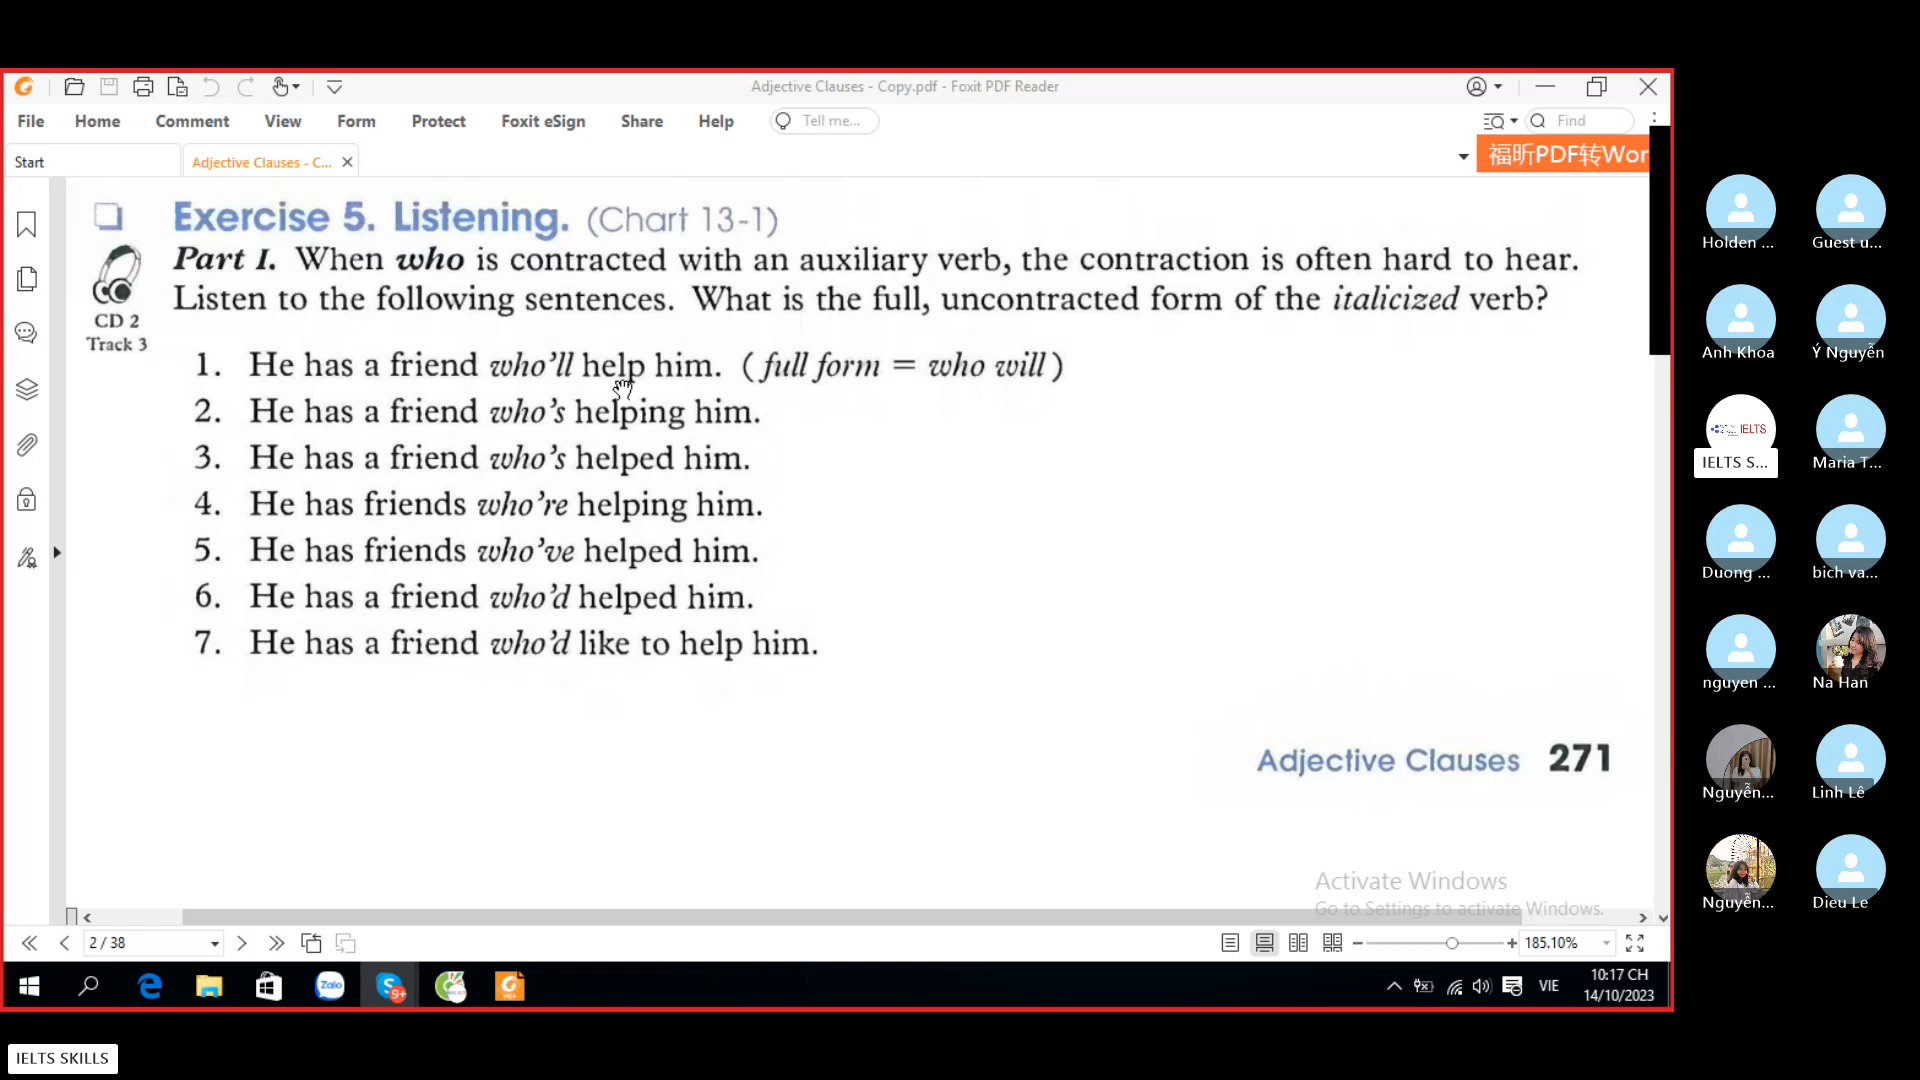 Adjective Clauses - Copy.pdf - Foxit PDF Reader
File Home Comment View Form Protect Foxit eSign Share Help Tell me... Find
Start Adjective Clauses - C... 福昕PDF转Wor
Exercise 5. Listening. (Chart 13-1)
Part I. When who is contracted with an auxiliary verb, the contraction is often hard to hear.
Listen to the following sentences. What is the full, uncontracted form of the italicized verb?
CD 2
Track 3
1. He has a friend who'll help him. (full form = who will)
2. He has a friend who's helping him.
3. He has a friend who's helped him.
4. He has friends who're helping him.
5. He has friends who've helped him.
6. He has a friend who'd helped him.
7. He has a friend who'd like to help him.
Adjective Clauses 271
Activate Windows
Go to Settings to activate Windows.
2 / 38 185.10%
Zalo 9+ VIE 10:17 CH
14/10/2023
IELTS SKILLS
Holden ... Guest u...
Anh Khoa Ý Nguyễn
IELTS
IELTS S... Maria T...
Duong ... bich va...
nguyen ... Na Han
Nguyễn... Linh Lê
Nguyễn... Dieu Le